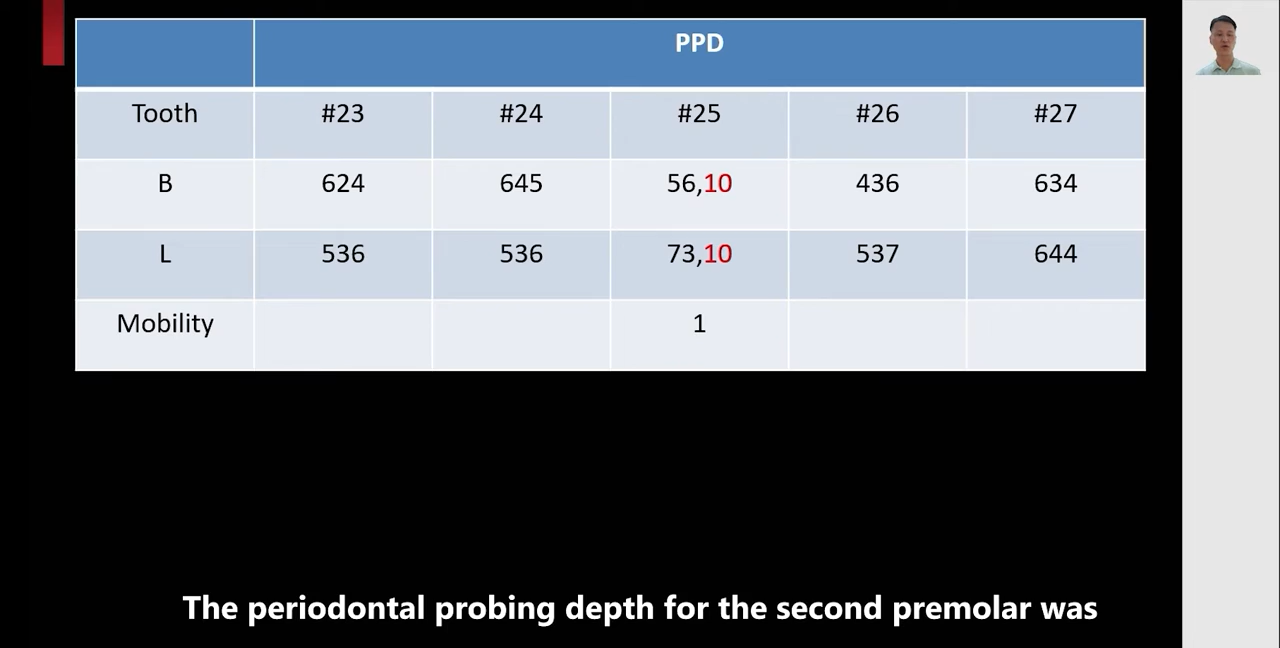 PPD
Tooth #23 #24 #25 #26 #27
B 624 645 56,10 436 634
L 536 536 73,10 537 644
Mobility 1
The periodontal probing depth for the second premolar was